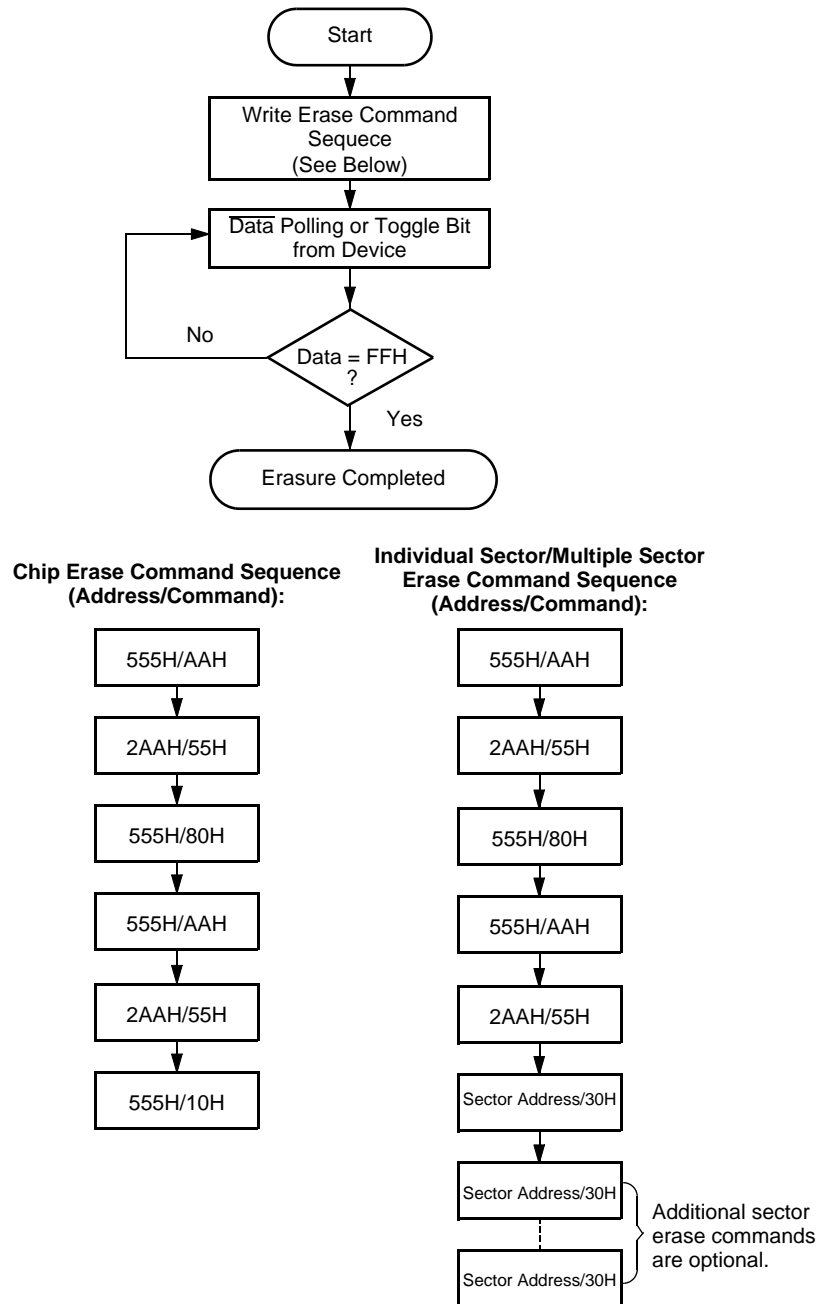 Start
Write Erase Command
Sequece
(See Below)
Data Polling or Toggle Bit
from Device
No
Data = FFH
?
Yes
Erasure Completed
Chip Erase Command Sequence
(Address/Command):
555H/AAH
2AAH/55H
555H/80H
555H/AAH
2AAH/55H
555H/10H
Individual Sector/Multiple Sector
Erase Command Sequence
(Address/Command):
555H/AAH
2AAH/55H
555H/80H
555H/AAH
2AAH/55H
Sector Address/30H
Sector Address/30H
Sector Address/30H
Additional sector
erase commands
are optional.